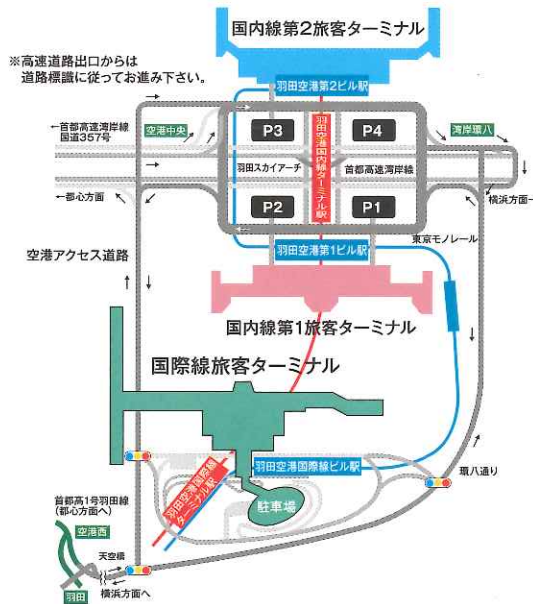 国内線第2旅客ターミナル
※高速道路出口からは
道路標識に従ってお進み下さい。
羽田空港第2ビル駅
←首都高速湾岸線
国道357号
空港中央
P3
P4
湾岸環八
羽田空港国内線ターミナル駅
羽田スカイアーチ
首都高速湾岸線
←都心方面
P2
P1
横浜方面→
東京モノレール
羽田空港第1ビル駅
空港アクセス道路
国内線第1旅客ターミナル
国際線旅客ターミナル
羽田空港国際線ビル駅
羽田空港国際線
ターミナル駅
駐車場
環八通り
首都高1号羽田線
(都心方面へ)
空港西
天空橋
羽田
横浜方面へ